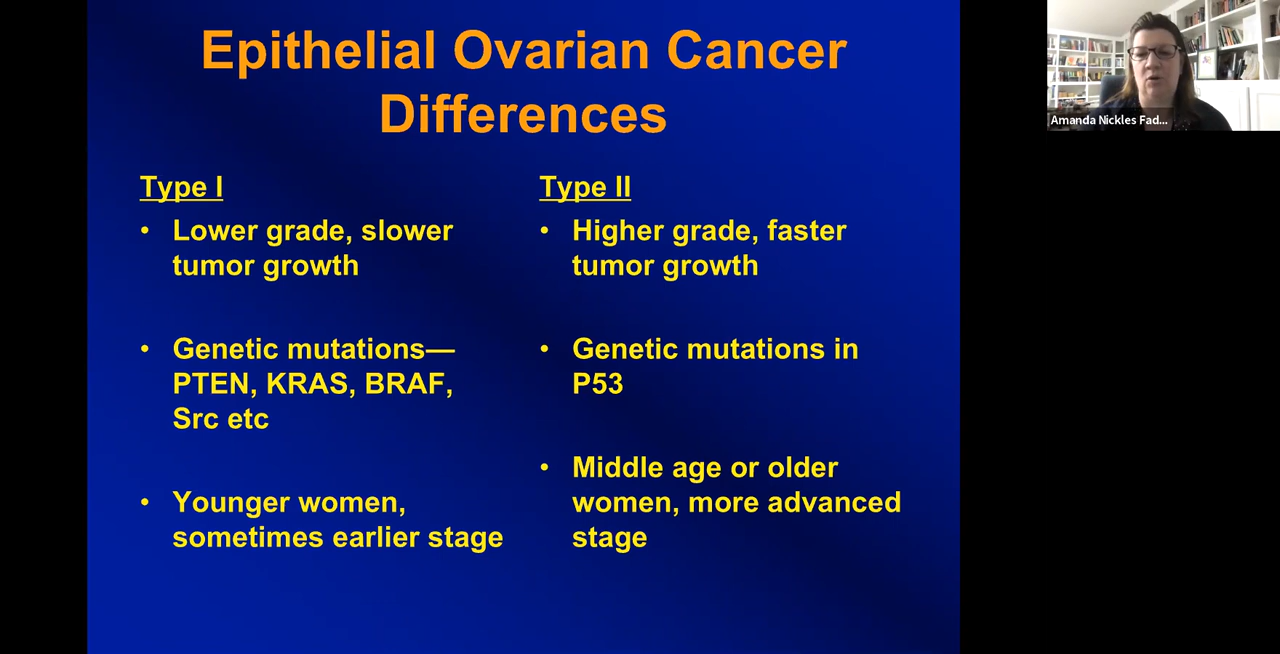 Epithelial Ovarian Cancer
Differences
Type I
• Lower grade, slower
tumor growth
• Genetic mutations—
PTEN, KRAS, BRAF,
Src etc
• Younger women,
sometimes earlier stage
Type II
• Higher grade, faster
tumor growth
• Genetic mutations in
P53
• Middle age or older
women, more advanced
stage
Amanda Nickles Fad...